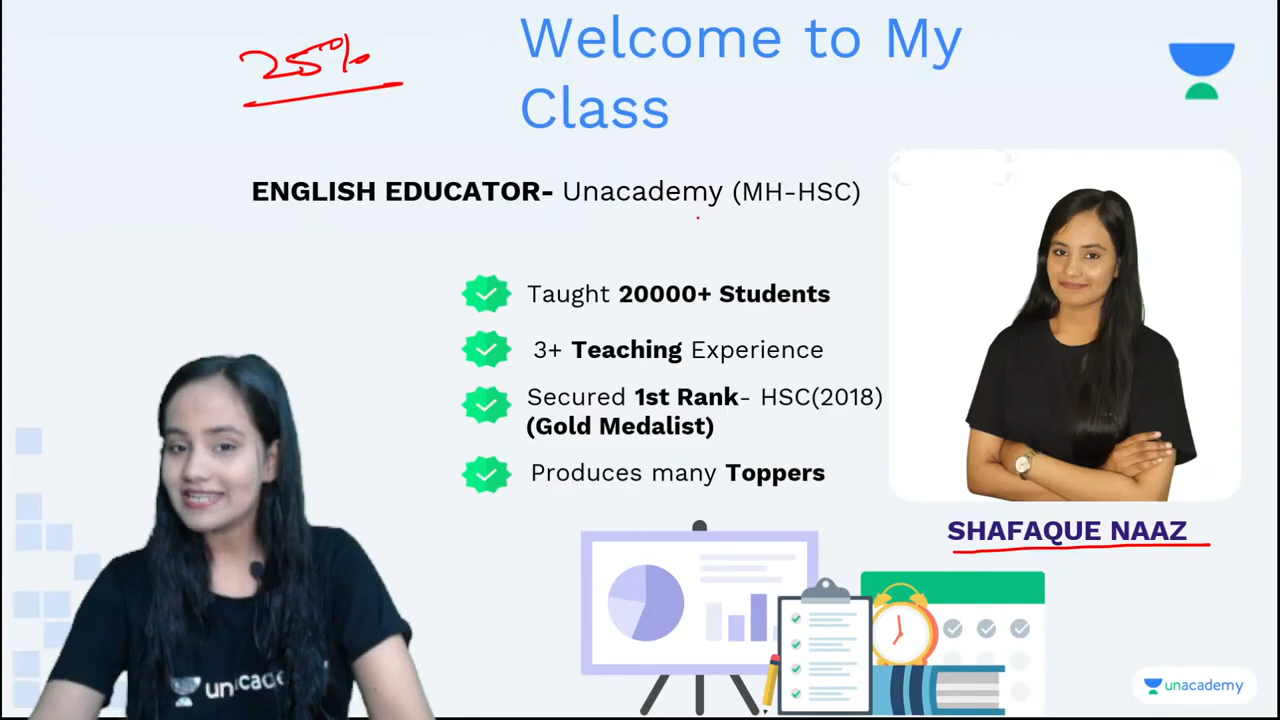 25%
Welcome to My
Class
ENGLISH EDUCATOR- Unacademy (MH-HSC)
Taught 20000+ Students
3+ Teaching Experience
Secured 1st Rank- HSC(2018)
(Gold Medalist)
Produces many Toppers
SHAFAQUE NAAZ
unacade
unacademy